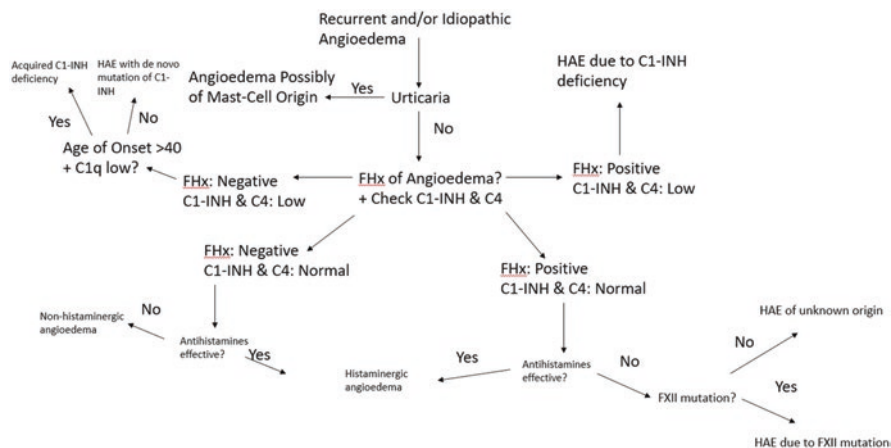 Recurrent and/or Idiopathic
Angioedema
Acquired C1-INH
deficiency
HAE with de novo
mutation of C1-
INH
Angioedema Possibly
of Mast-Cell Origin
Yes
Urticaria
HAE due to C1-INH
deficiency
Yes
No
No
Age of Onset >40
+ C1q low?
FHx: Negative
C1-INH & C4: Low
FHx of Angioedema?
+ Check C1-INH & C4
FHx: Positive
C1-INH & C4: Low
FHx: Negative
C1-INH & C4: Normal
FHx: Positive
C1-INH & C4: Normal
Non-histaminergic
angioedema
No
Antihistamines
effective?
Yes
Histaminergic
angioedema
Yes
Antihistamines
effective?
No
FXII mutation?
No
HAE of unknown origin
Yes
HAE due to FXII mutation